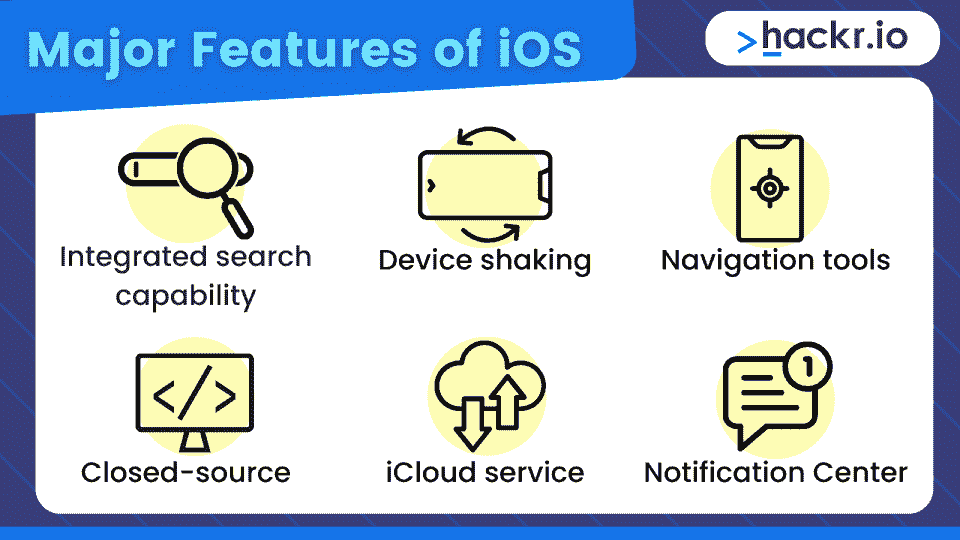 Major Features of iOS
>hackr.io
Integrated search
capability
Device shaking
Navigation tools
</>
1
Closed-source
iCloud service
Notification Center